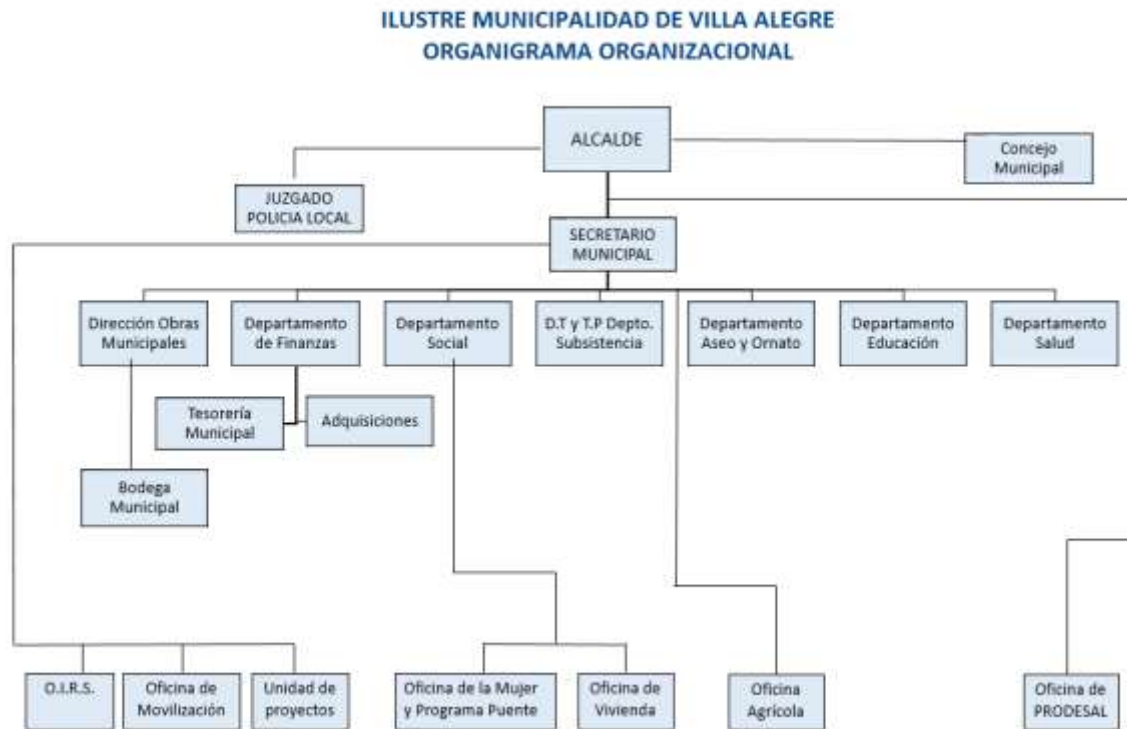 ILUSTRE MUNICIPALIDAD DE VILLA ALEGRE
ORGANIGRAMA ORGANIZACIONAL
ALCALDE
Concejo
Municipal
JUZGADO
POLICIA LOCAL
SECRETARIO
MUNICIPAL
Dirección Obras
Municipales
Departamento
de Finanzas
Departamento
Social
D.T y T.P Depto.
Subsistencia
Departamento
Aseo y Ornato
Departamento
Educación
Departamento
Salud
Tesorería
Municipal
Adquisiciones
Bodega
Municipal
O.I.R.S.
Oficina de
Movilización
Unidad de
proyectos
Oficina de la Mujer
y Programa Puente
Oficina de
Vivienda
Oficina
Agrícola
Oficina de
PRODESAL